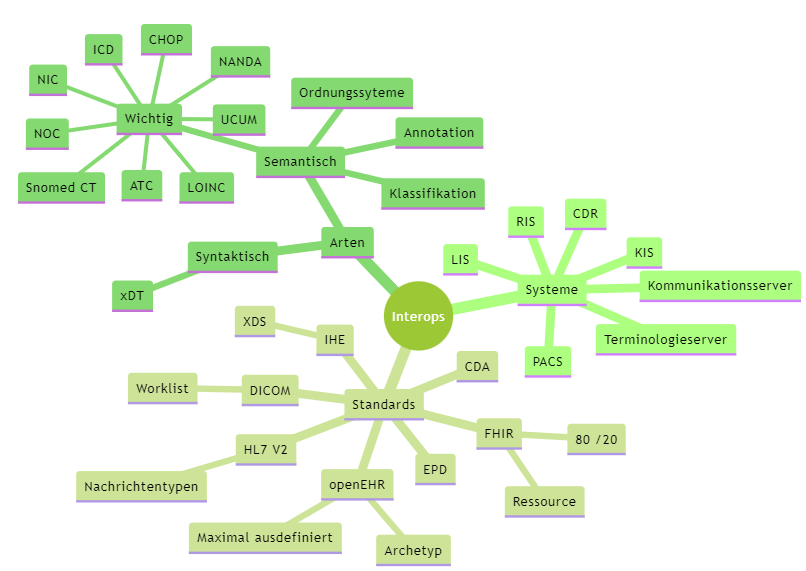 CHOP
ICD
NANDA
NIC
Wichtig
UCUM
NOC
Snomed CT
ATC
LOINC
Ordnungssyteme
Annotation
Semantisch
Klassifikation
Arten
Syntaktisch
xDT
Interops
RIS
CDR
LIS
KIS
Systeme
Kommunikationsserver
Terminologieserver
PACS
XDS
IHE
CDA
Worklist
DICOM
Standards
HL7 V2
FHIR
80 /20
Nachrichtentypen
openEHR
EPD
Ressource
Maximal ausdefiniert
Archetyp